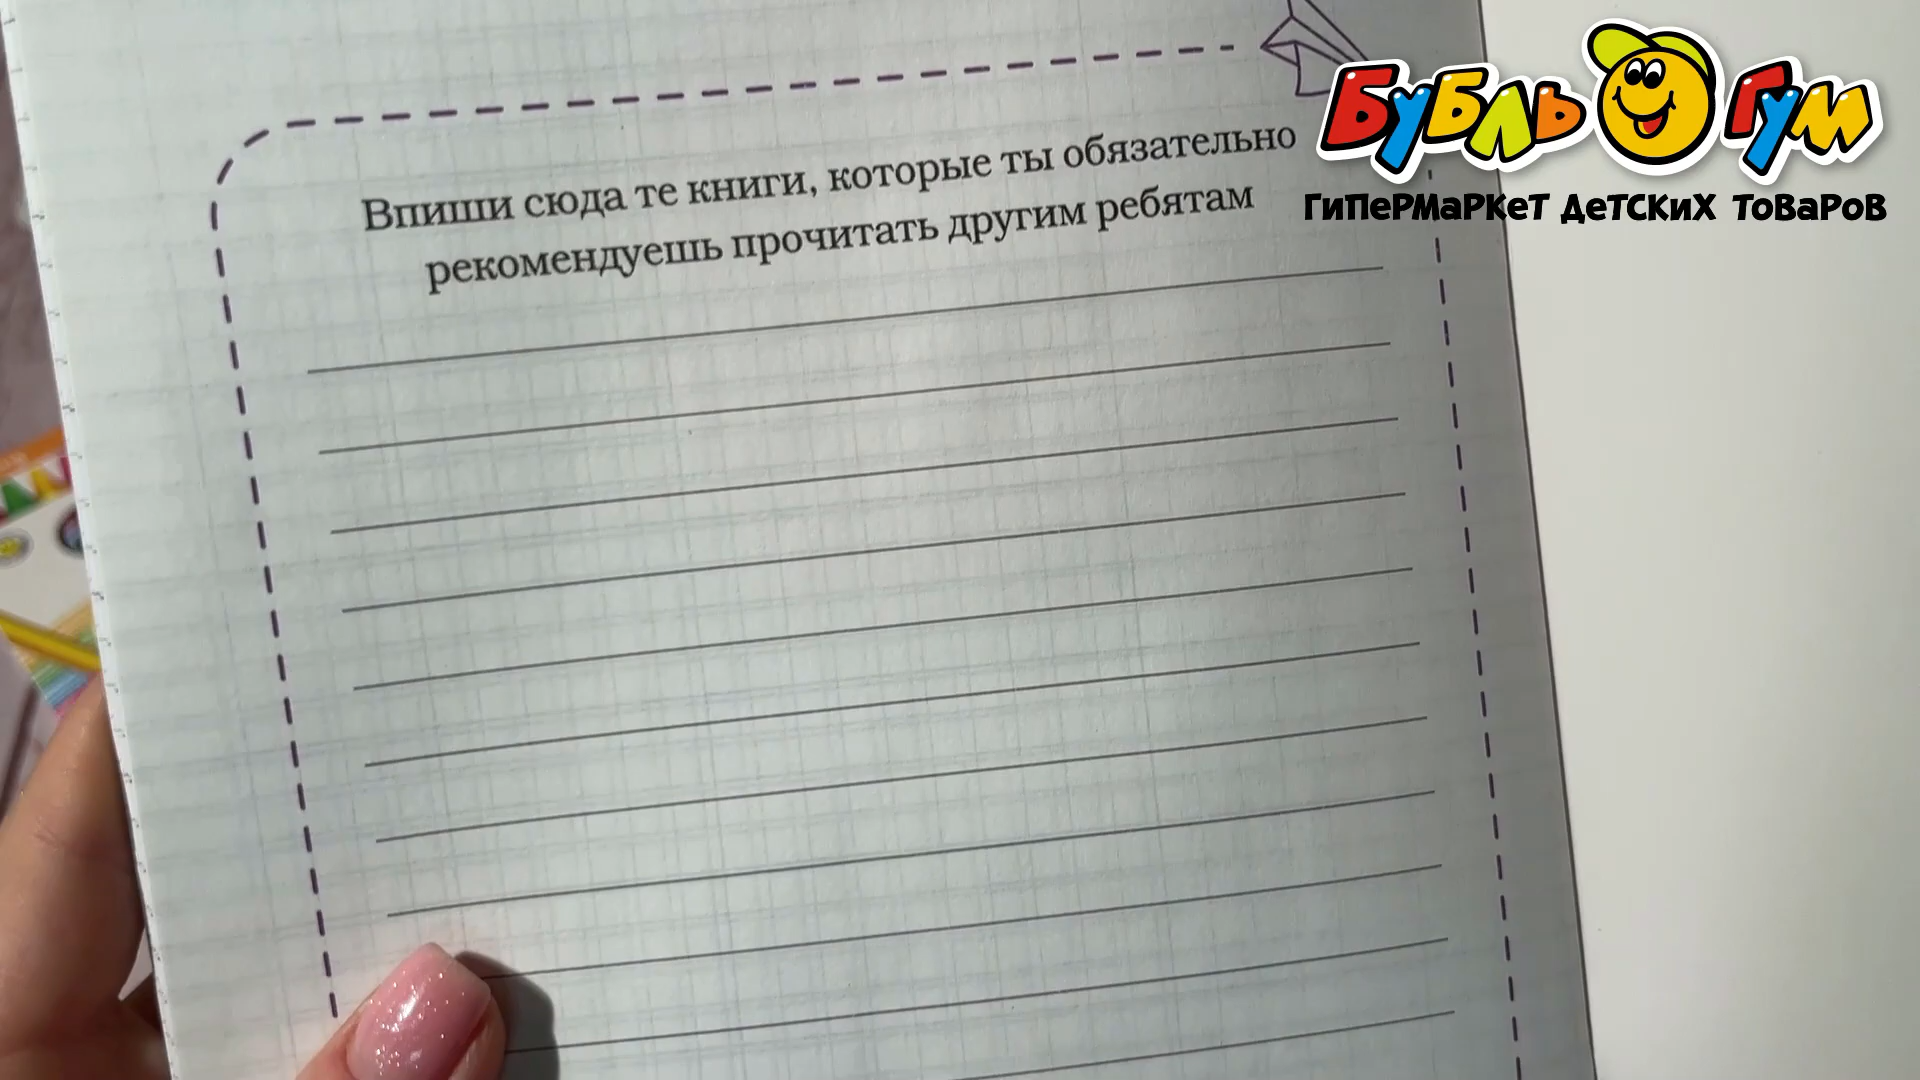 Впиши сюда те книги, которые ты обязательно
рекомендуешь прочитать другим ребятам
Бубль Гум
гипермаркет детских товаров